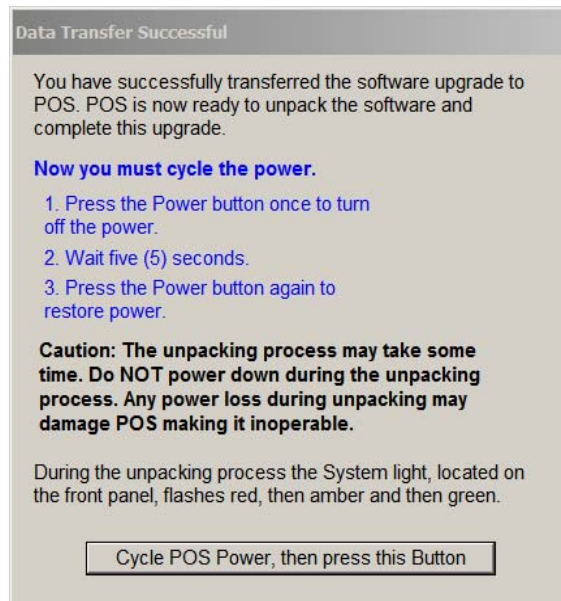 Data Transfer Successful
You have successfully transferred the software upgrade to
POS. POS is now ready to unpack the software and
complete this upgrade.
Now you must cycle the power.
1. Press the Power button once to turn
off the power.
2. Wait five (5) seconds.
3. Press the Power button again to
restore power.
Caution: The unpacking process may take some
time. Do NOT power down during the unpacking
process. Any power loss during unpacking may
damage POS making it inoperable.
During the unpacking process the System light, located on
the front panel, flashes red, then amber and then green.
Cycle POS Power, then press this Button